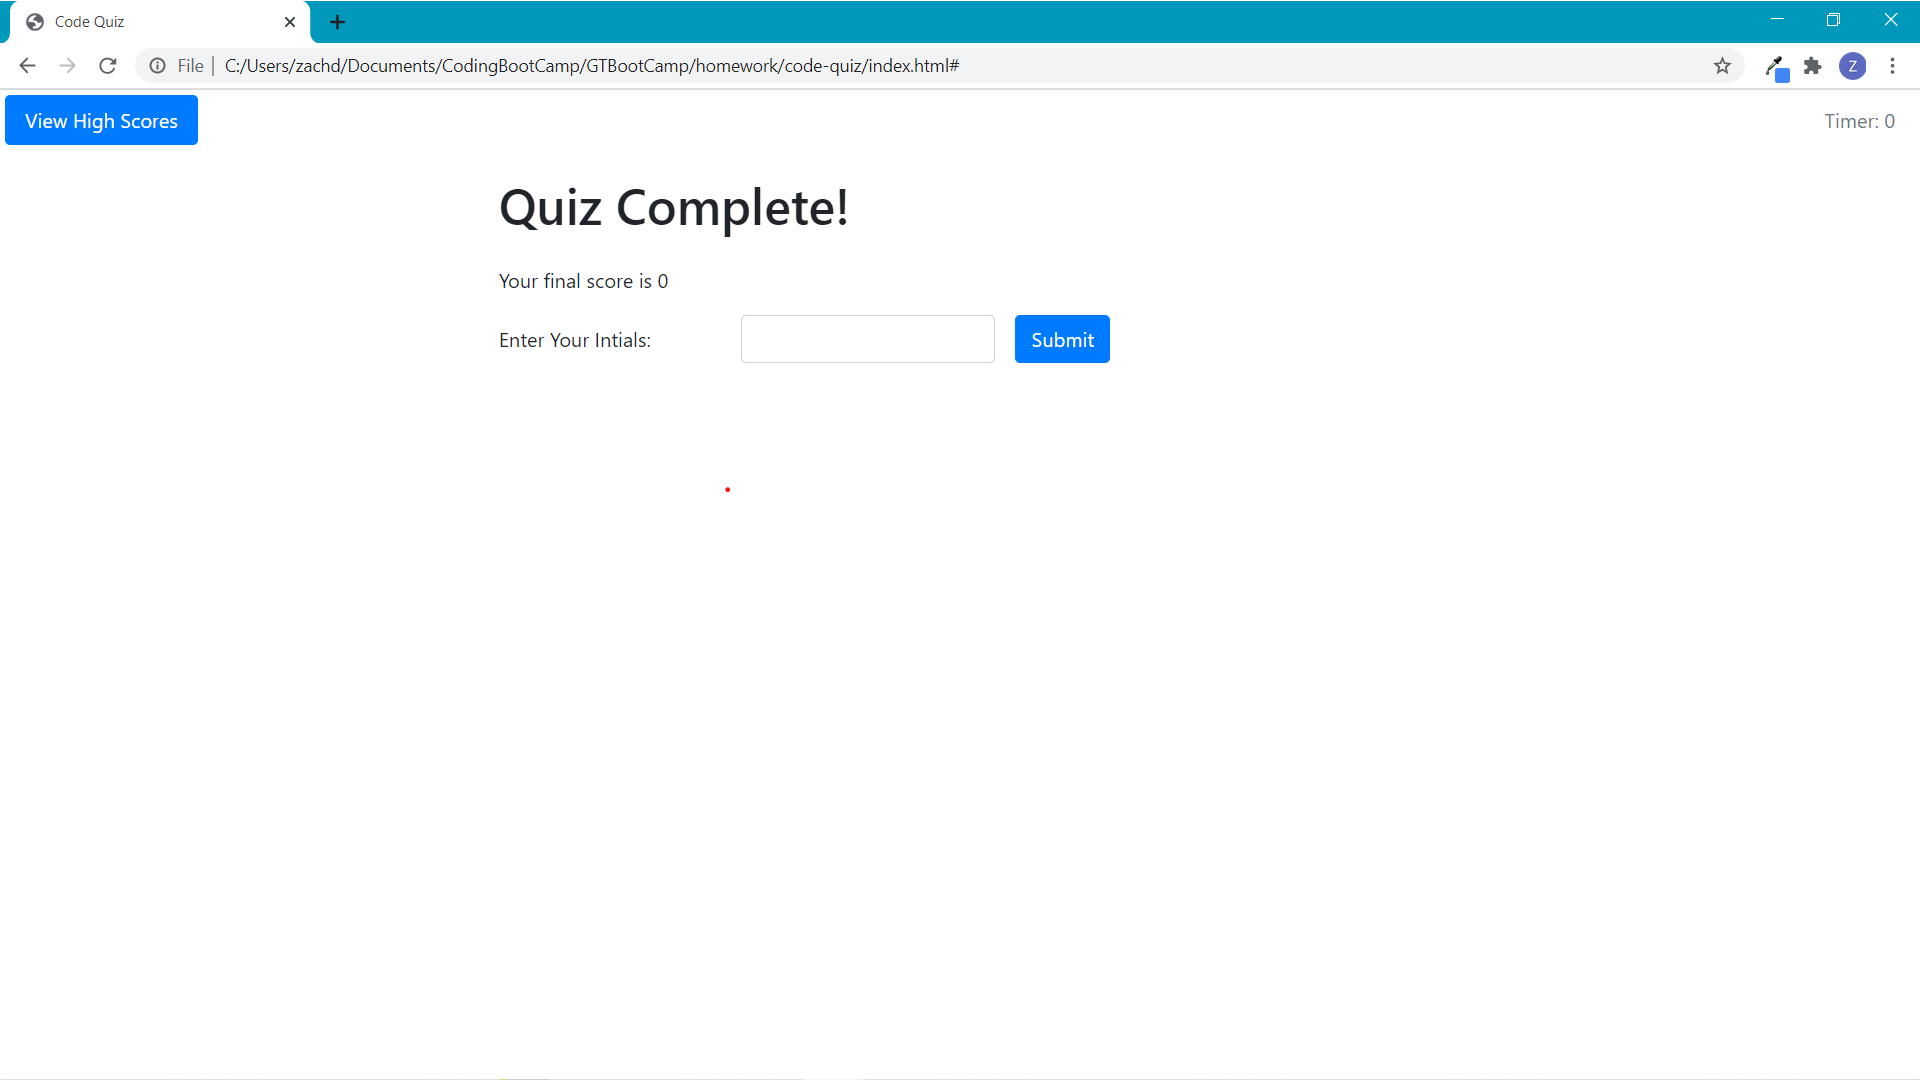 Code Quiz
File | C:/Users/zachd/Documents/CodingBootCamp/GTBootCamp/homework/code-quiz/index.html#
Z
View High Scores
Timer: 0
Quiz Complete!
Your final score is 0
Enter Your Intials:
Submit